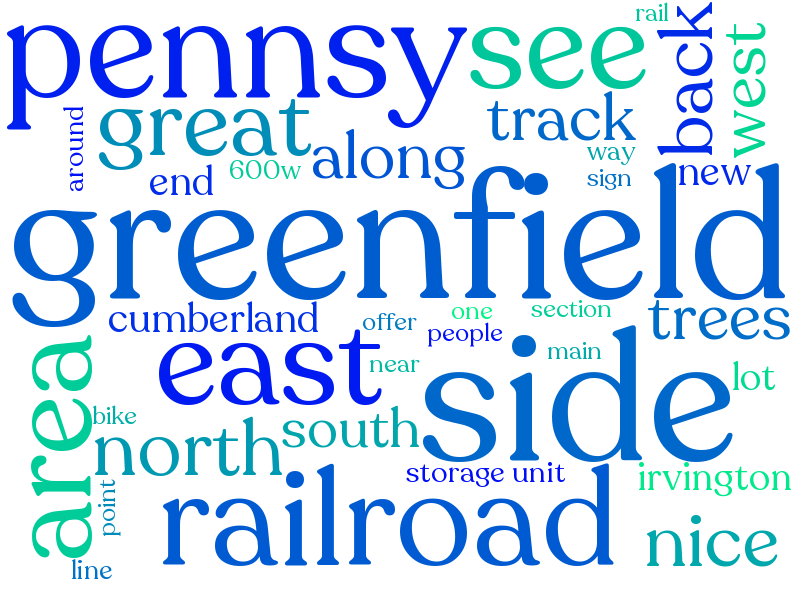 rail
pennsy see back west
great track
around along way
600w
end sign new
greenfield
cumberland offer one section trees
people
east near main
area side lot
bike
north south
storage unit irvington
point railroad nice
line